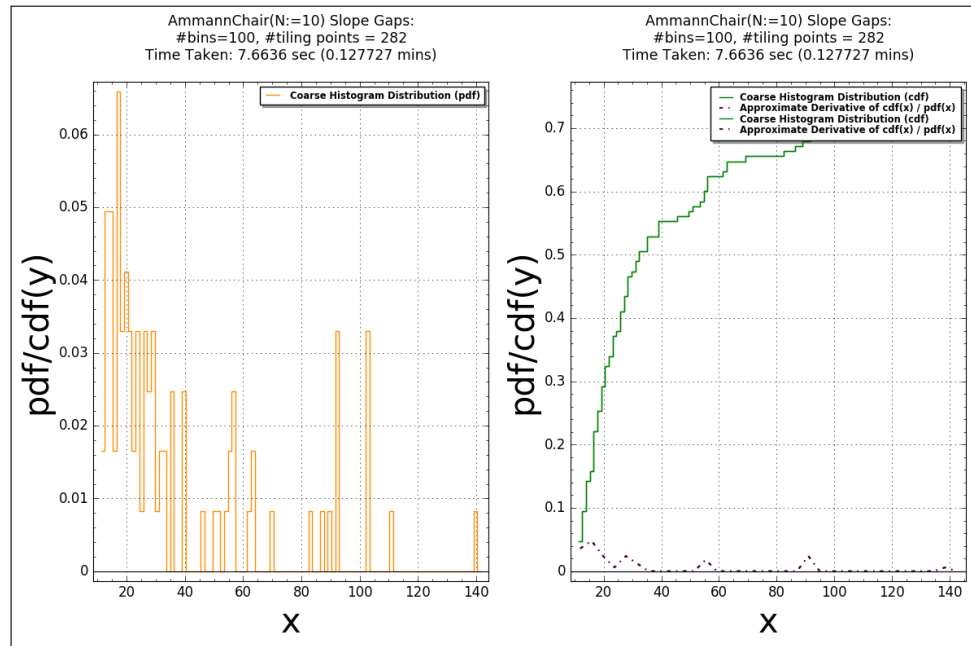 AmmannChair(N:=10) Slope Gaps:
#bins=100, #tiling points = 282
Time Taken: 7.6636 sec (0.127727 mins)
Coarse Histogram Distribution (pdf)
0.06
0.05
0.04
0.03
0.02
0.01
0
20
40
60
80
100
120
140
pdf/cdf(y)
x
AmmannChair(N:=10) Slope Gaps:
#bins=100, #tiling points = 282
Time Taken: 7.6636 sec (0.127727 mins)
Coarse Histogram Distribution (cdf)
Approximate Derivative of cdf(x) / pdf(x)
Coarse Histogram Distribution (cdf)
Approximate Derivative of cdf(x) / pdf(x)
0.7
0.6
0.5
0.4
0.3
0.2
0.1
0
20
40
60
80
100
120
140
pdf/cdf(y)
x